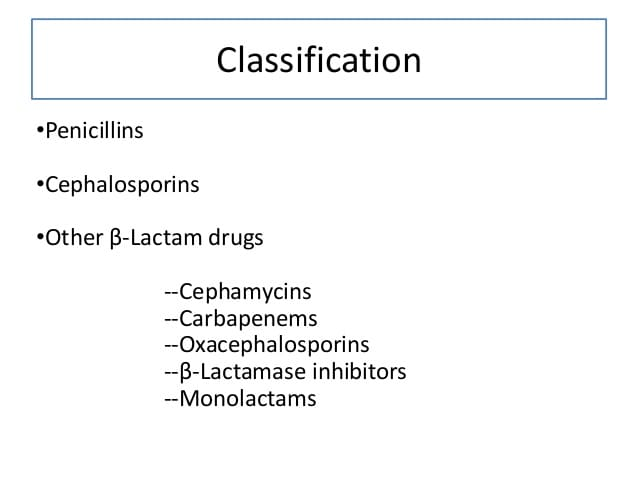 Classification
•Penicillins
•Cephalosporins
•Other β-Lactam drugs
--Cephamycins
--Carbapenems
--Oxacephalosporins
--β-Lactamase inhibitors
--Monolactams